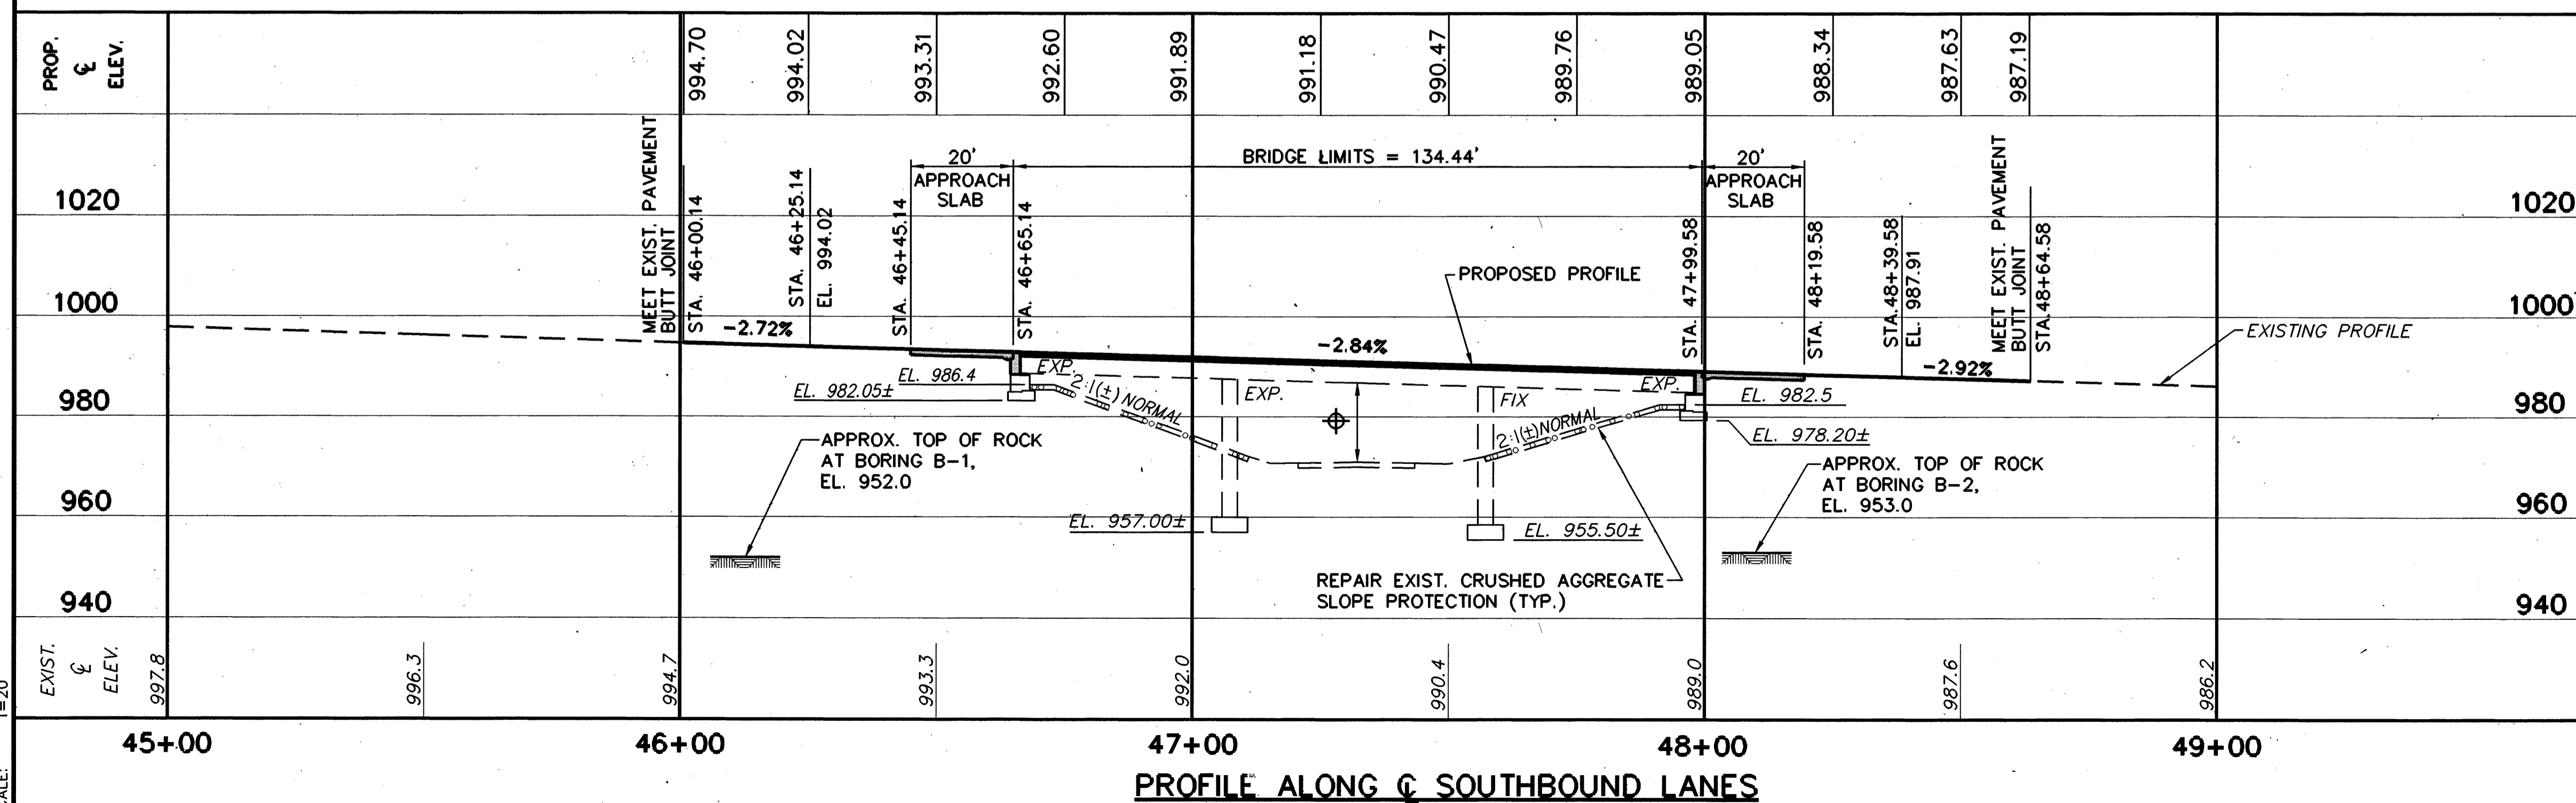 PROP.
℄
ELEV.
994.70
994.02
993.31
992.60
991.89
991.18
990.47
989.76
989.05
988.34
987.63
987.19
MEET EXIST. PAVEMENT
BUTT JOINT
STA. 46+00.14
STA. 46+25.14
EL. 994.02
STA. 46+45.14
20'
APPROACH
SLAB
STA. 46+65.14
BRIDGE LIMITS = 134.44'
STA. 47+99.58
20'
APPROACH
SLAB
STA. 48+19.58
STA.48+39.58
EL. 987.91
MEET EXIST. PAVEMENT
BUTT JOINT
STA.48+64.58
1020
1020
1000
1000
980
980
960
960
940
940
PROPOSED PROFILE
EXISTING PROFILE
-2.72%
-2.84%
-2.92%
EXP.
EXP.
EXP.
FIX
EL. 986.4
EL. 982.05±
2:1(±) NORMAL
2:1(±)NORMAL
EL. 982.5
EL. 978.20±
APPROX. TOP OF ROCK
AT BORING B-1,
EL. 952.0
APPROX. TOP OF ROCK
AT BORING B-2,
EL. 953.0
EL. 957.00±
EL. 955.50±
REPAIR EXIST. CRUSHED AGGREGATE
SLOPE PROTECTION (TYP.)
EXIST.
℄
ELEV.
997.8
996.3
994.7
993.3
992.0
990.4
989.0
987.6
986.2
45+00
46+00
47+00
48+00
49+00
PROFILE ALONG ℄ SOUTHBOUND LANES